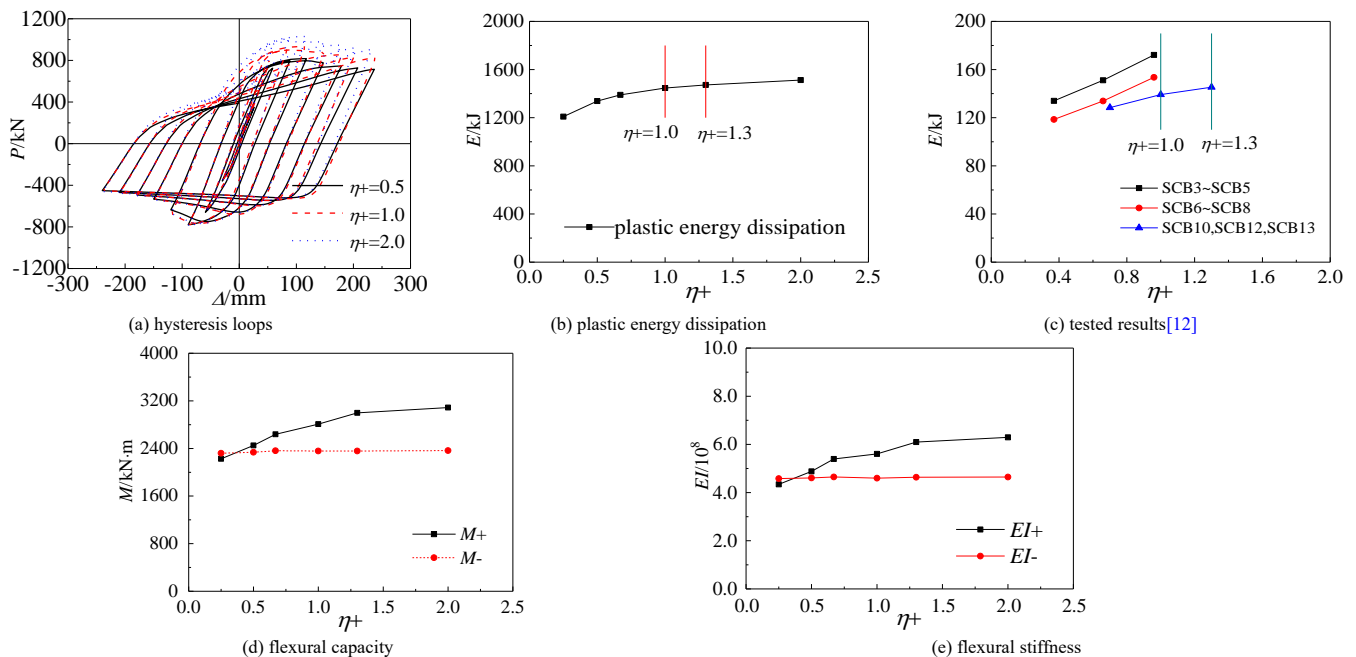 1200
800
400
0
-400
-800
-1200
P/kN
-300
-200
-100
0
100
200
300
Δ/mm
η+=0.5
η+=1.0
η+=2.0
(a) hysteresis loops
2400
2000
1600
1200
800
400
0
E/kJ
0.0
0.5
1.0
1.5
2.0
2.5
η+
η+=1.0
η+=1.3
plastic energy dissipation
(b) plastic energy dissipation
200
160
120
80
40
0
E/kJ
0.0
0.4
0.8
1.2
1.6
2.0
η+
η+=1.0
η+=1.3
SCB3~SCB5
SCB6~SCB8
SCB10,SCB12,SCB13
(c) tested results[12]
4000
3200
2400
1600
800
0
M/kN·m
0.0
0.5
1.0
1.5
2.0
2.5
η+
M+
M-
(d) flexural capacity
10.0
8.0
6.0
4.0
2.0
0.0
EI/10⁸
0.0
0.5
1.0
1.5
2.0
2.5
η+
EI+
EI-
(e) flexural stiffness